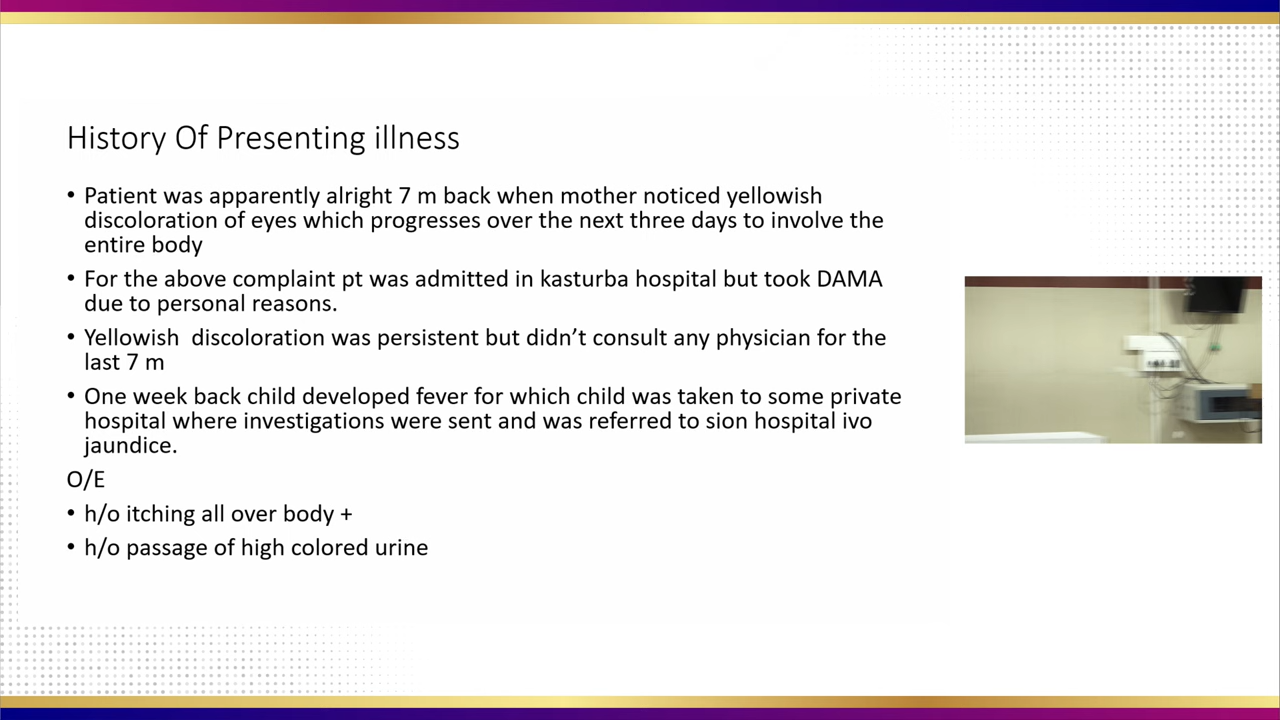 History Of Presenting illness
• Patient was apparently alright 7 m back when mother noticed yellowish
discoloration of eyes which progresses over the next three days to involve the
entire body
• For the above complaint pt was admitted in kasturba hospital but took DAMA
due to personal reasons.
• Yellowish  discoloration was persistent but didn’t consult any physician for the
last 7 m
• One week back child developed fever for which child was taken to some private
hospital where investigations were sent and was referred to sion hospital ivo
jaundice.
O/E
• h/o itching all over body +
• h/o passage of high colored urine